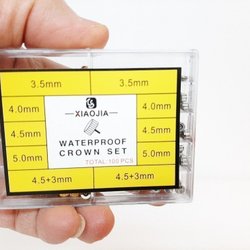 3.5mm 3.5mm
4.0mm 4.0mm
XIAOJIA
4.5mm 4.5mm
WATERPROOF
CROWN SET
5.0mm 5.0mm
TOTAL 100 PCS
4.5+3mm 4.5+3mm